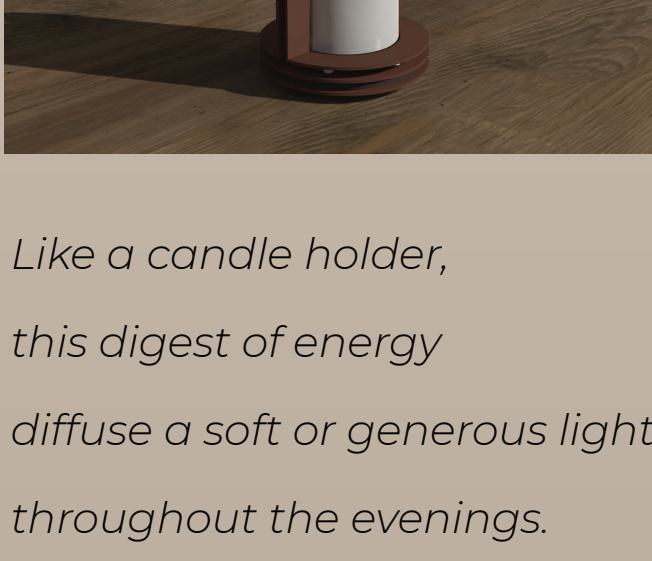 Like a candle holder,
this digest of energy
diffuse a soft or generous light
throughout the evenings.